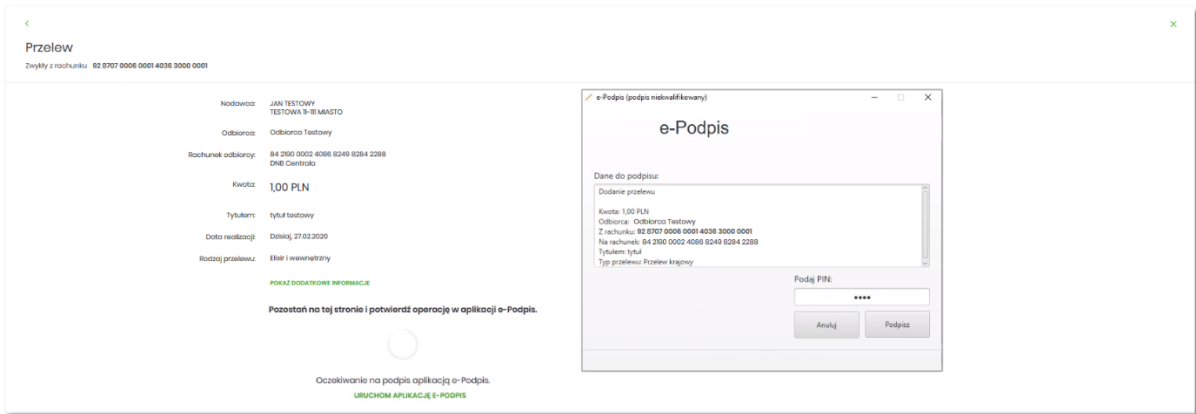 Przelew
Zwykły z rachunku 92 8707 0006 0001 4036 3000 0001
Nadawca: JAN TESTOWY
TESTOWA 11-111 MIASTO
Odbiorca: Odbiorca Testowy
Rachunek odbiorcy: 84 2190 0002 4086 8249 8284 2288
DNB Centrala
Kwota: 1,00 PLN
Tytułem: tytuł testowy
Data realizacji: Dzisiaj, 27.02.2020
Rodzaj przelewu: Elixir i wewnętrzny
POKAŻ DODATKOWE INFORMACJE
Pozostań na tej stronie i potwierdź operację w aplikacji e-Podpis.
Oczekiwanie na podpis aplikacją e-Podpis.
URUCHOM APLIKACJĘ E-PODPIS
e-Podpis (podpis niekwalifikowany)
e-Podpis
Dane do podpisu:
Dodanie przelewu
Kwota: 1,00 PLN
Odbiorca: Odbiorca Testowy
Z rachunku: 92 8707 0006 0001 4036 3000 0001
Na rachunek: 84 2190 0002 4086 8249 8284 2288
Tytułem: tytuł
Typ przelewu: Przelew krajowy
Podaj PIN:
••••
Anuluj Podpisz